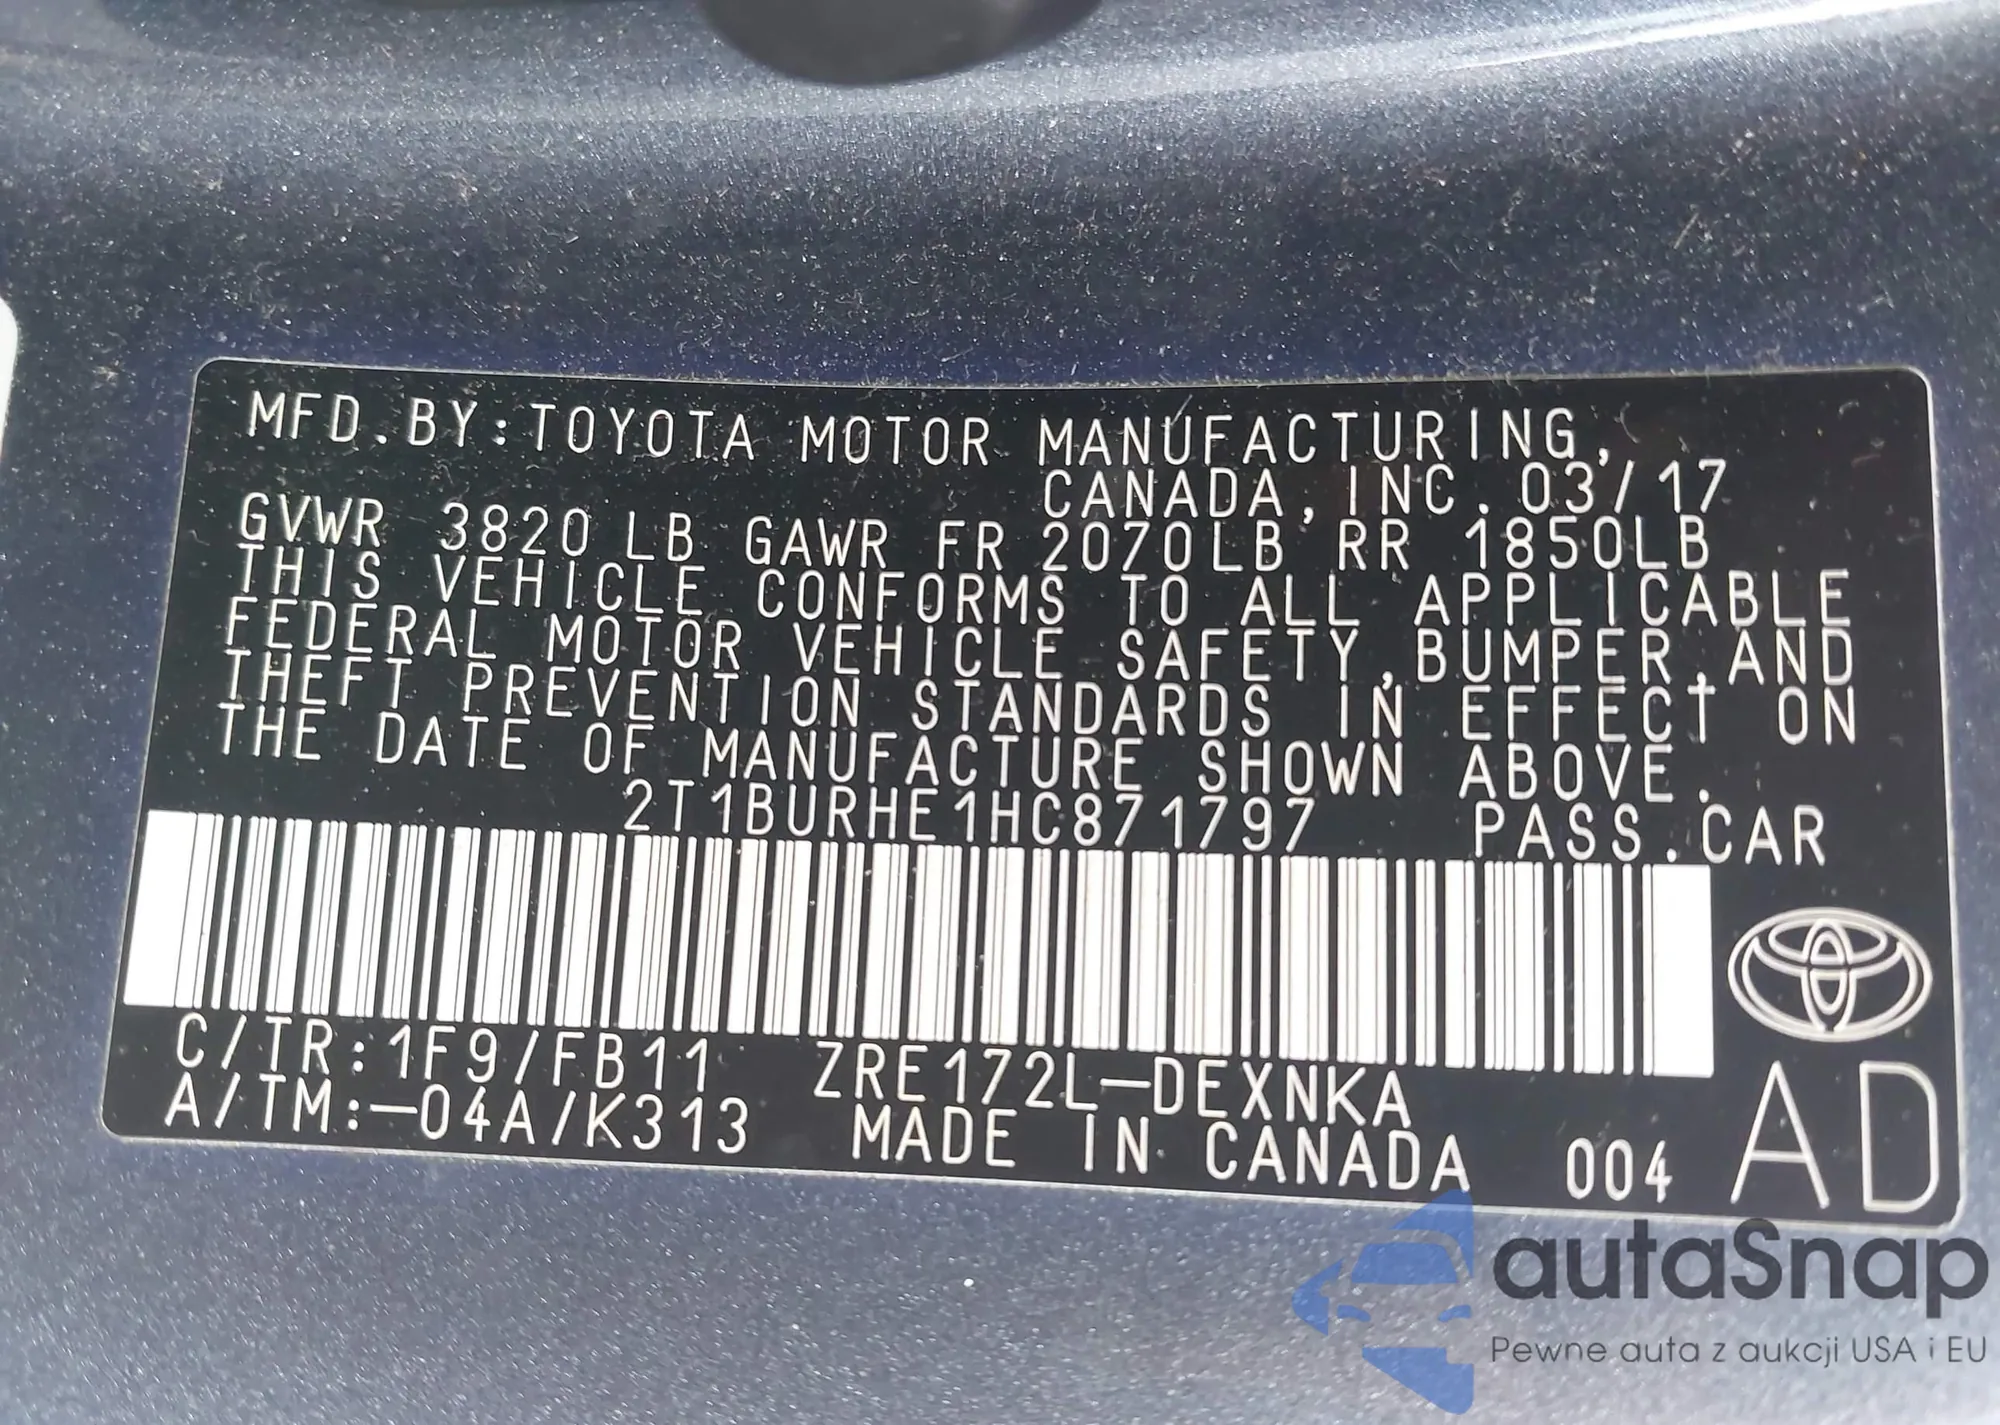 MFD.BY:TOYOTA MOTOR MANUFACTURING,
CANADA,INC. 03/17
GVWR 3820 LB GAWR FR 2070LB RR 1850LB
THIS VEHICLE CONFORMS TO ALL APPLICABLE
FEDERAL MOTOR VEHICLE SAFETY,BUMPER,AND
THEFT PREVENTION STANDARDS IN EFFECT ON
THE DATE OF MANUFACTURE SHOWN ABOVE.
2T1BURHE1HC871797 PASS.CAR
C/TR:1F9/FB11 ZRE172L-DEXNKA
A/TM:-04A/K313 MADE IN CANADA 004
AD
autaSnap
Pewne auta z aukcji USA i EU